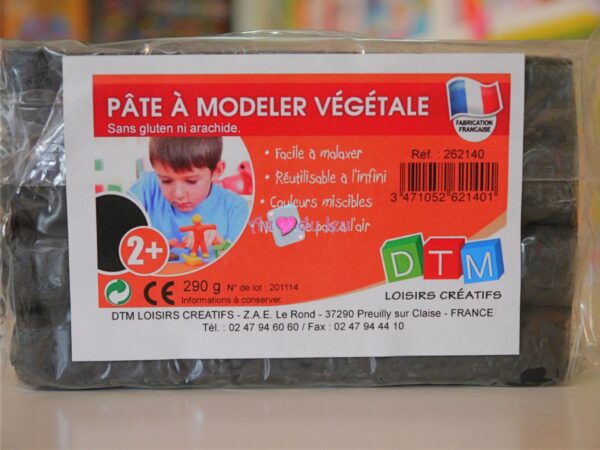 PÂTE À MODELER VÉGÉTALE
Sans gluten ni arachide.
FABRICATION
FRANÇAISE
• Facile à malaxer
• Réutilisable à l'infini
• Couleurs miscibles
pas à l'air
Réf. : 262140
3 471052 621401
2+
DTM
LOISIRS CRÉATIFS
CE
290 g
N° de lot : 201114
Informations à conserver.
DTM LOISIRS CREATIFS - Z.A.E. Le Rond - 37290 Preuilly sur Claise - FRANCE
Tél. : 02 47 94 60 60 / Fax : 02 47 94 44 10